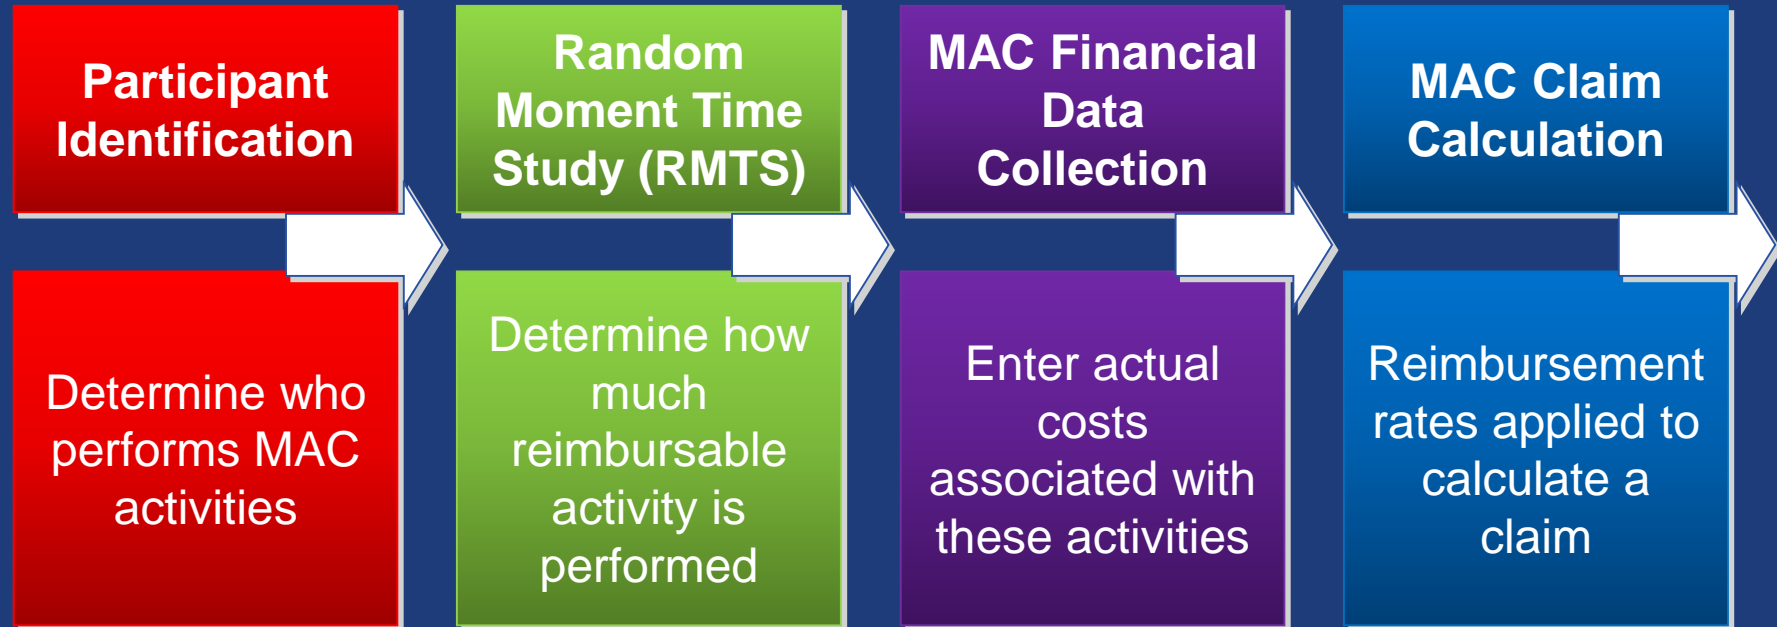 Participant
Identification
Random
Moment Time
Study (RMTS)
MAC Financial
Data
Collection
MAC Claim
Calculation
Determine who
performs MAC
activities
Determine how
much
reimbursable
activity is
performed
Enter actual
costs
associated with
these activities
Reimbursement
rates applied to
calculate a
claim